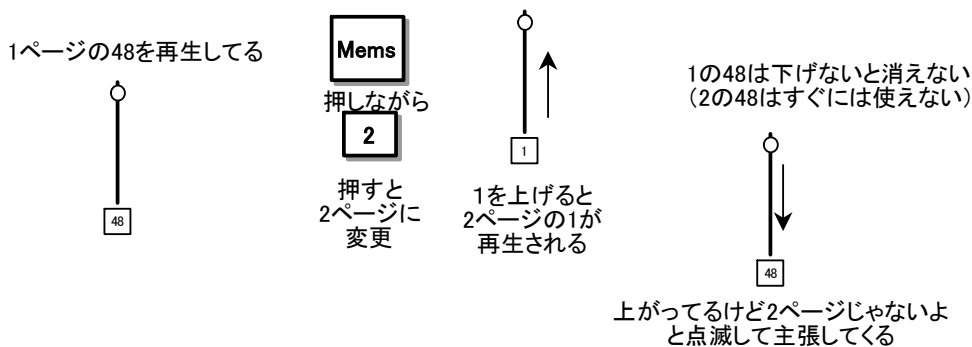 1ページの48を再生してる
48
Mems
押しながら
2
押すと
2ページに
変更
1
1を上げると
2ページの1が
再生される
1の48は下げないと消えない
（2の48はすぐには使えない）
48
上がってるけど2ページじゃないよ
と点滅して主張してくる